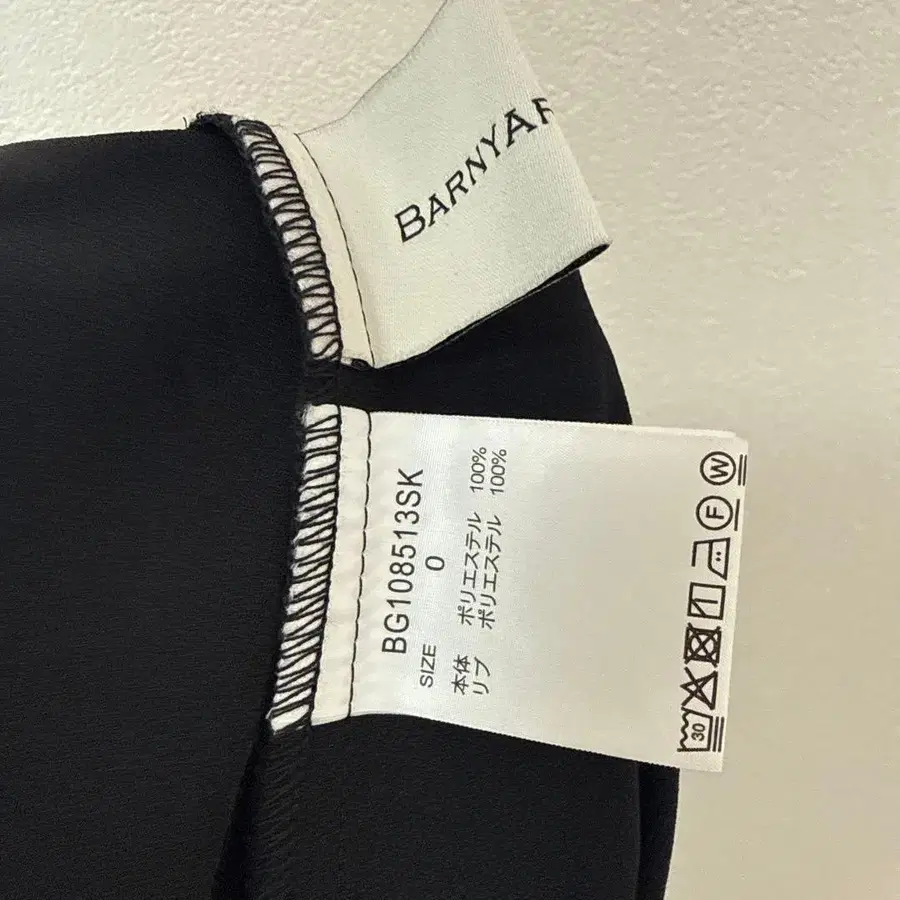 BARNYAR
BG108513SK
SIZE 0
本体 ポリエステル 100%
リブ ポリエステル 100%
30
F
W